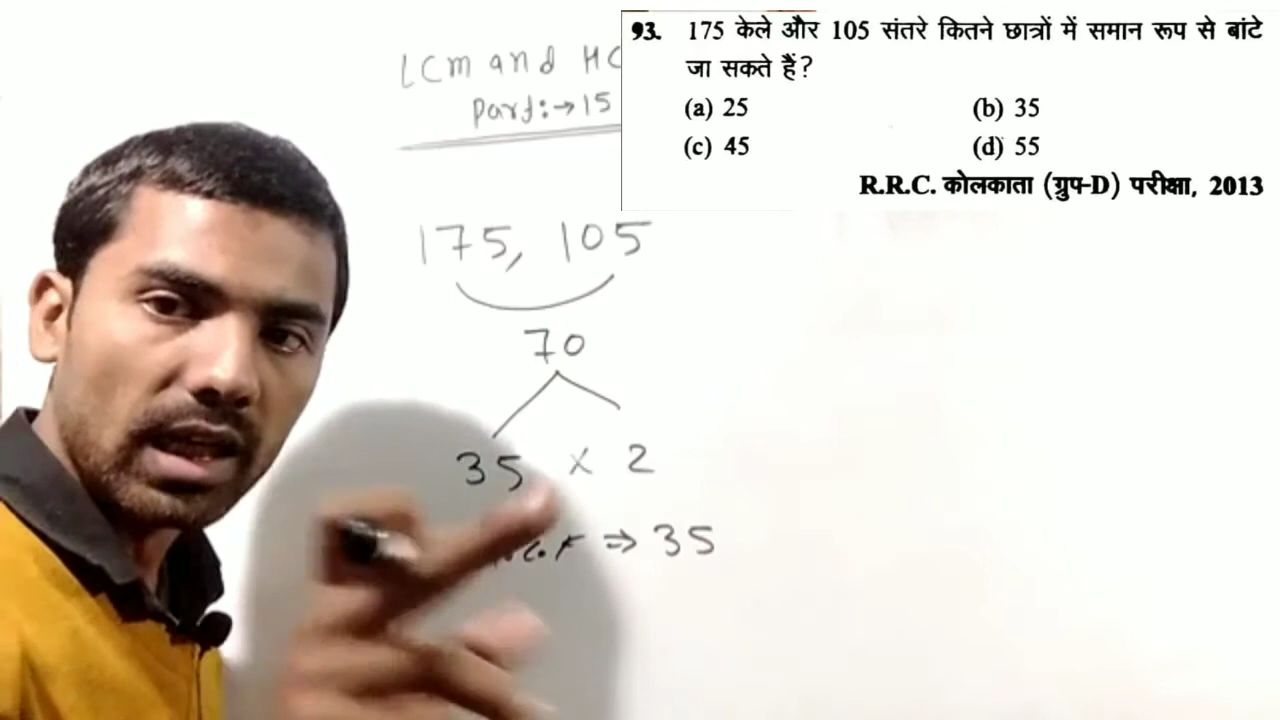 LCM and HC
Part:→15
93. 175 केले और 105 संतरे कितने छात्रों में समान रूप से बांटे
जा सकते हैं?
(a) 25 (b) 35
(c) 45 (d) 55
R.R.C. कोलकाता (ग्रुप-D) परीक्षा, 2013
175, 105
70
35 × 2
⇒ 35